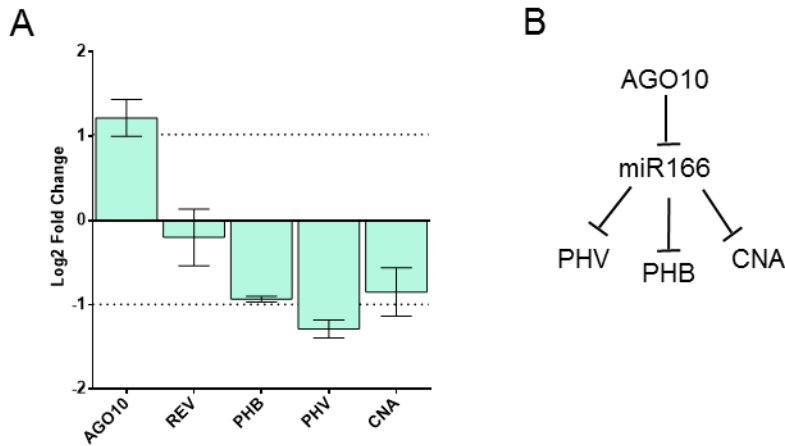 A
Log2 Fold Change
2
1
0
-1
-2
AGO10
REV
PHB
PHV
CNA
B
AGO10
miR166
PHV
PHB
CNA